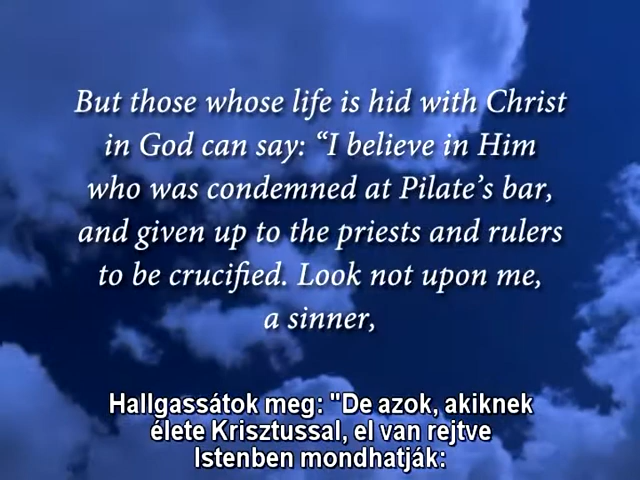 But those whose life is hid with Christ
in God can say: “I believe in Him
who was condemned at Pilate’s bar,
and given up to the priests and rulers
to be crucified. Look not upon me,
a sinner,
Hallgassátok meg: "De azok, akiknek
élete Krisztussal, el van rejtve
Istenben mondhatják: